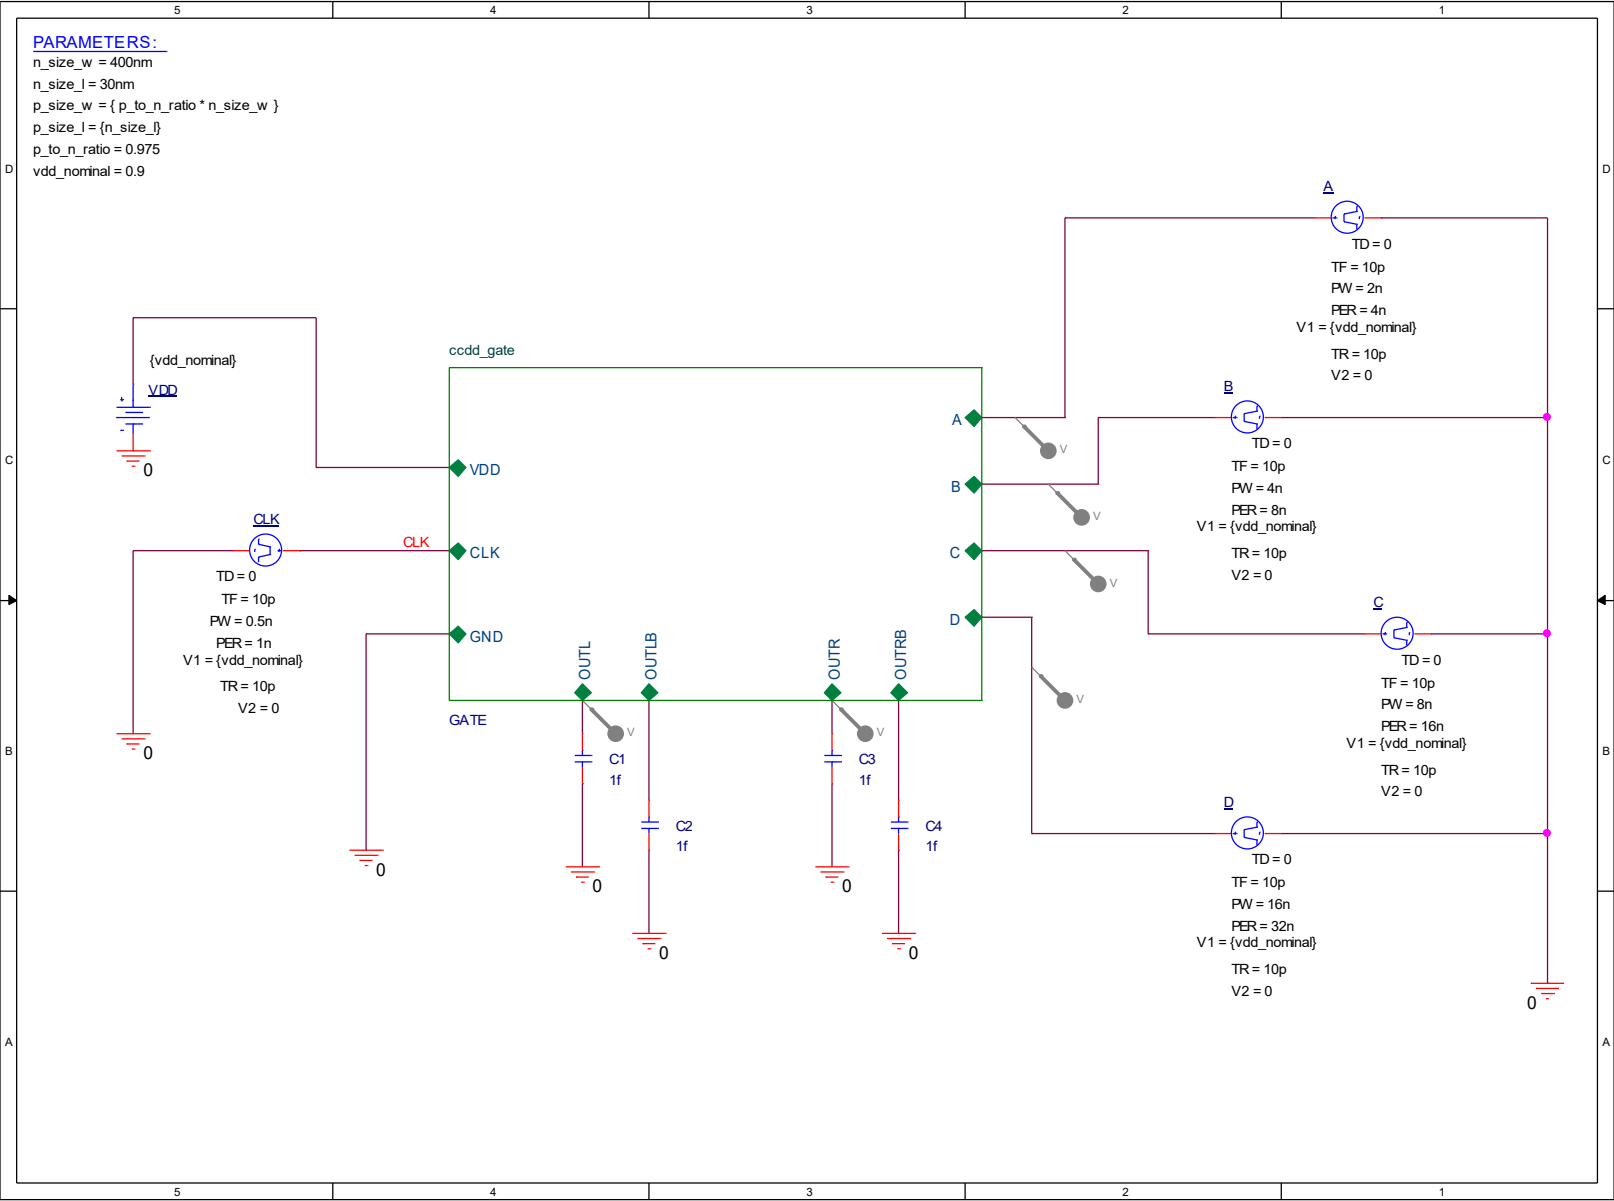 5 4 3 2 1
PARAMETERS:
n_size_w = 400nm
n_size_l = 30nm
p_size_w = { p_to_n_ratio * n_size_w }
p_size_l = {n_size_l}
p_to_n_ratio = 0.975
vdd_nominal = 0.9
D
D
A
TD = 0
TF = 10p
PW = 2n
PER = 4n
V1 = {vdd_nominal}
TR = 10p
V2 = 0
{vdd_nominal}
VDD
+
-
0
ccdd_gate
VDD
CLK
GND
A
B
C
D
OUTL
OUTLB
OUTR
OUTRB
GATE
V
V
V
V
V
V
B
TD = 0
TF = 10p
PW = 4n
PER = 8n
V1 = {vdd_nominal}
TR = 10p
V2 = 0
C
C
CLK
CLK
TD = 0
TF = 10p
PW = 0.5n
PER = 1n
V1 = {vdd_nominal}
TR = 10p
V2 = 0
0
C
TD = 0
TF = 10p
PW = 8n
PER = 16n
V1 = {vdd_nominal}
TR = 10p
V2 = 0
B
B
C1
1f
C3
1f
C2
1f
C4
1f
0
0
0
0
0
D
TD = 0
TF = 10p
PW = 16n
PER = 32n
V1 = {vdd_nominal}
TR = 10p
V2 = 0
0
A
A
5 4 3 2 1